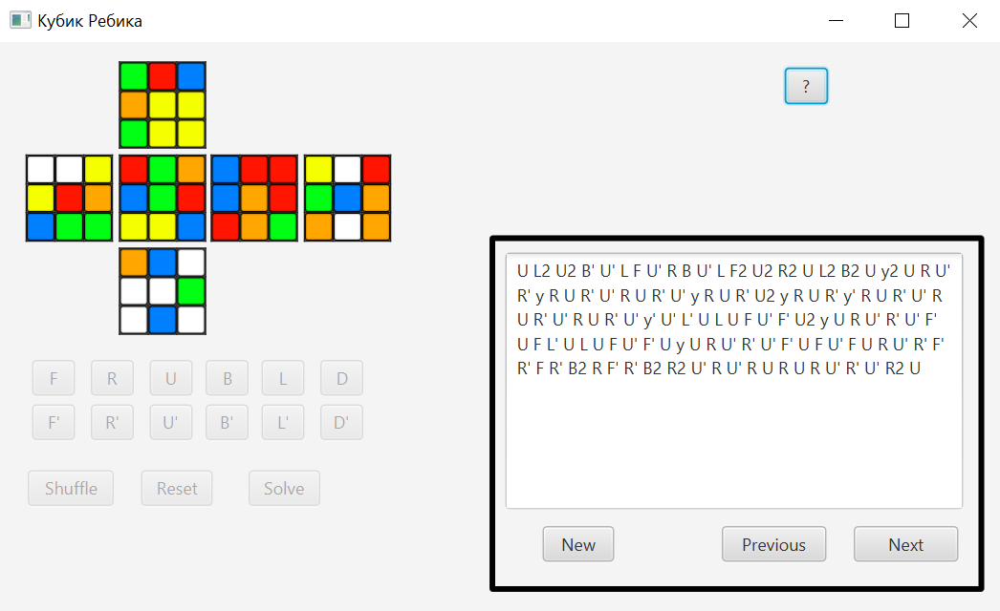 Кубик Ребика
?
U L2 U2 B' U' L F U' R B U' L F2 U2 R2 U L2 B2 U y2 U R U'
R' y R U R' U' R U R' U' y R U R' U2 y R U R' y' R U R' U' R
U R' U' R U R' U' y' U' L' U L U F U' F' U2 y U R U' R' U' F'
U F L' U L U F U' F' U y U R U' R' U' F' U F U' F U R U' R' F'
R' F R' B2 R F' R' B2 R2 U' R U' R U R U R U' R' U' R2 U
F R U B L D
F' R' U' B' L' D'
Shuffle Reset Solve
New Previous Next